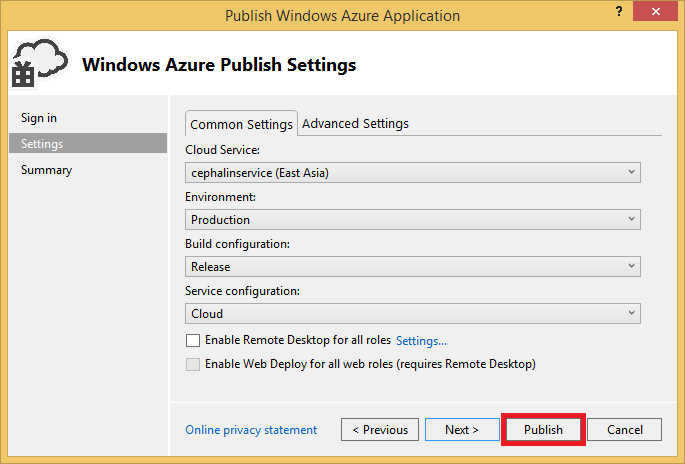 Publish Windows Azure Application
?
Windows Azure Publish Settings
Sign in
Settings
Summary
Common Settings
Advanced Settings
Cloud Service:
cephalinservice (East Asia)
Environment:
Production
Build configuration:
Release
Service configuration:
Cloud
Enable Remote Desktop for all roles Settings...
Enable Web Deploy for all web roles (requires Remote Desktop)
Online privacy statement
< Previous
Next >
Publish
Cancel